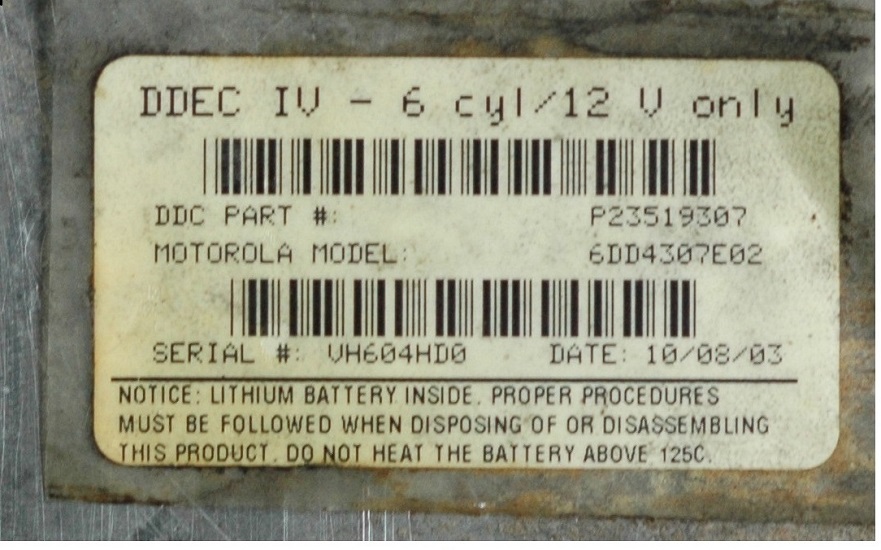 DDEC IV - 6 cyl/12 V only
DDC PART #: P23519307
MOTOROLA MODEL: 6DD4307E02
SERIAL #: VH604HD0 DATE: 10/08/03
NOTICE: LITHIUM BATTERY INSIDE. PROPER PROCEDURES
MUST BE FOLLOWED WHEN DISPOSING OF OR DISASSEMBLING
THIS PRODUCT. DO NOT HEAT THE BATTERY ABOVE 125C.